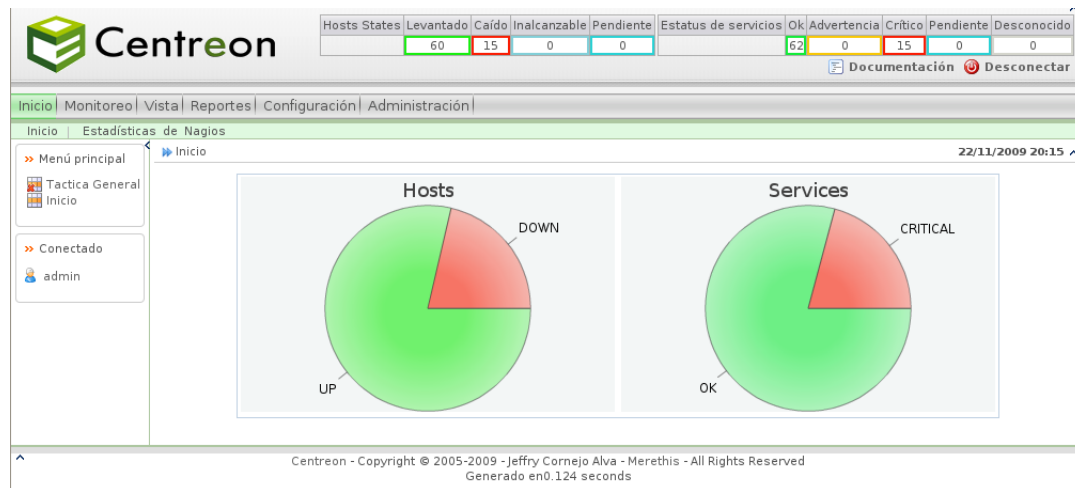 Centreon
Hosts States Levantado Caído Inalcanzable Pendiente Estatus de servicios Ok Advertencia Crítico Pendiente Desconocido
60 15 0 0 62 0 15 0 0
Documentación Desconectar
Inicio Monitoreo Vista Reportes Configuración Administración
Inicio | Estadísticas de Nagios
Menú principal
Tactica General
Inicio
Conectado
admin
Inicio 22/11/2009 20:15
Hosts
DOWN
UP
Services
CRITICAL
OK
Centreon - Copyright © 2005-2009 - Jeffry Cornejo Alva - Merethis - All Rights Reserved
Generado en0.124 seconds